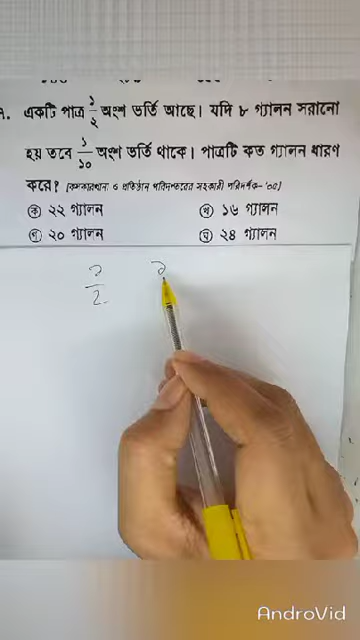 ৭. একটি পাত্র ১/২ অংশ ভর্তি আছে। যদি ৮ গ্যালন সরানো
হয় তবে ১/১০ অংশ ভর্তি থাকে। পাত্রটি কত গ্যালন ধারণ
করে? [কলকারখানা ও প্রতিষ্ঠান পরিদপ্তরের সহকারী পরিদর্শক-'০৫]
ক ২২ গ্যালন খ ১৬ গ্যালন
গ ২০ গ্যালন ঘ ২৪ গ্যালন
১/২ ১
AndroVid